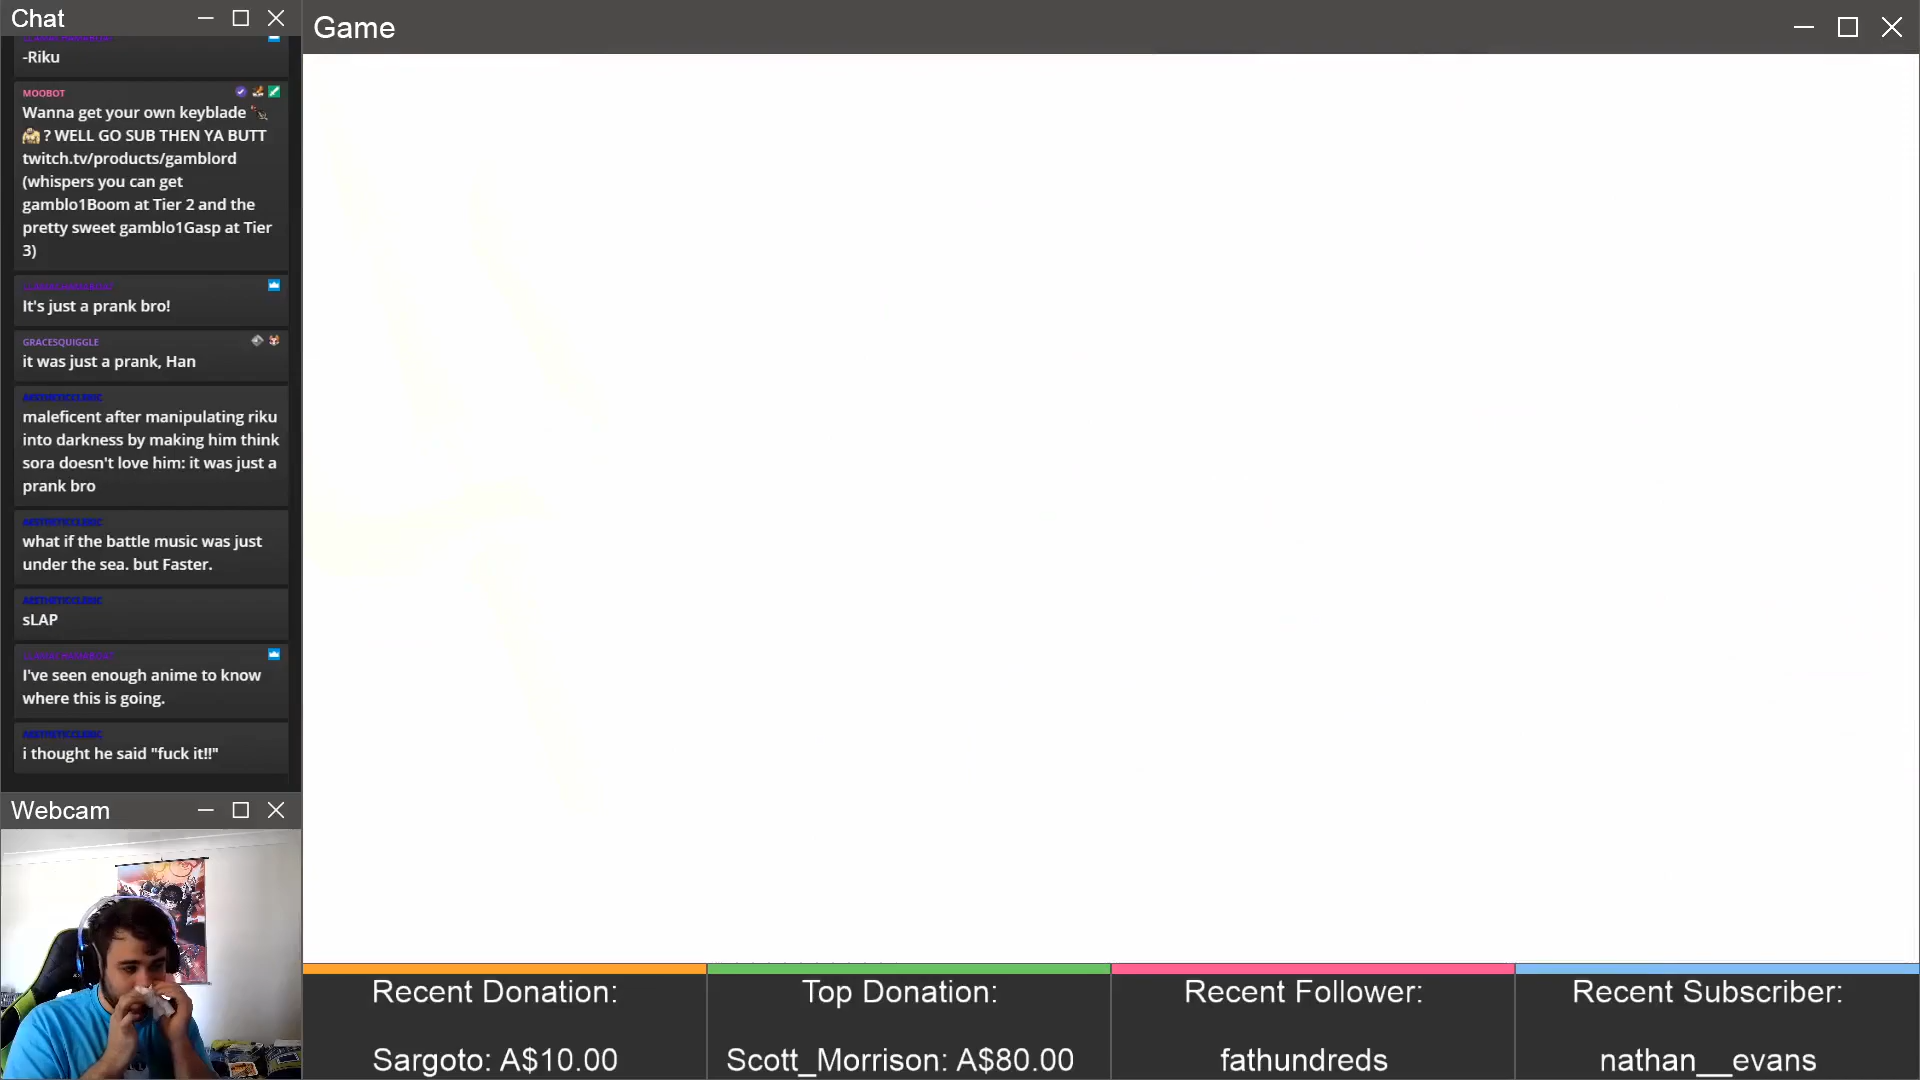 Chat
-Riku
MOOBOT
Wanna get your own keyblade
? WELL GO SUB THEN YA BUTT
twitch.tv/products/gamblord
(whispers you can get
gamblo1Boom at Tier 2 and the
pretty sweet gamblo1Gasp at Tier
3)
It's just a prank bro!
GRACESQUIGGLE
it was just a prank, Han
AESTHETICCLERIC
maleficent after manipulating riku
into darkness by making him think
sora doesn't love him: it was just a
prank bro
AESTHETICCLERIC
what if the battle music was just
under the sea. but Faster.
AESTHETICCLERIC
sLAP
I've seen enough anime to know
where this is going.
AESTHETICCLERIC
i thought he said "fuck it!!"
Webcam
Game
Recent Donation:
Sargoto: A$10.00
Top Donation:
Scott_Morrison: A$80.00
Recent Follower:
fathundreds
Recent Subscriber:
nathan__evans